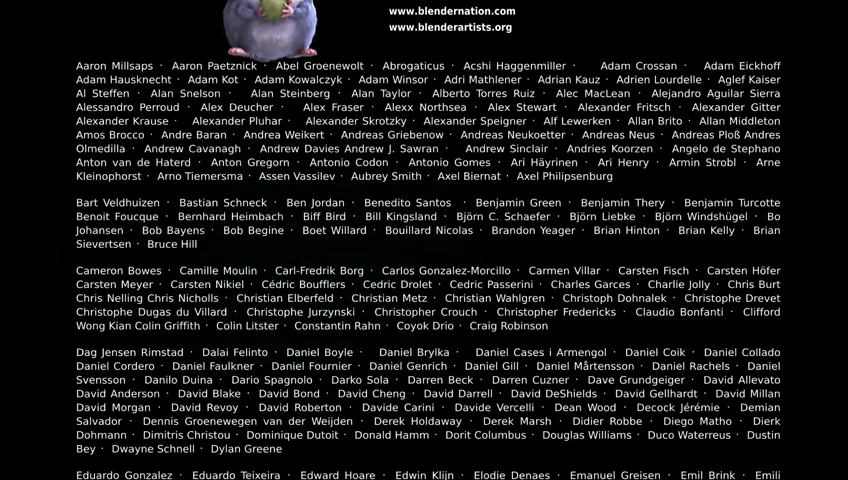 www.blendernation.com
www.blenderartists.org
Aaron Millsaps · Aaron Paetznick · Abel Groenewolt · Abrogaticus · Acshi Haggenmiller · Adam Crossan · Adam Eickhoff
Adam Hausknecht · Adam Kot · Adam Kowalczyk · Adam Winsor · Adri Mathlener · Adrian Kauz · Adrien Lourdelle · Aglef Kaiser
Al Steffen · Alan Snelson · Alan Steinberg · Alan Taylor · Alberto Torres Ruiz · Alec MacLean · Alejandro Aguilar Sierra
Alessandro Perroud · Alex Deucher · Alex Fraser · Alexx Northsea · Alex Stewart · Alexander Fritsch · Alexander Gitter
Alexander Krause · Alexander Pluhar · Alexander Skrotzky · Alexander Speigner · Alf Lewerken · Allan Brito · Allan Middleton
Amos Brocco · Andre Baran · Andrea Weikert · Andreas Griebenow · Andreas Neukoetter · Andreas Neus · Andreas Ploß Andres
Olmedilla · Andrew Cavanagh · Andrew Davies Andrew J. Sawran · Andrew Sinclair · Andries Koorzen · Angelo de Stephano
Anton van de Haterd · Anton Gregorn · Antonio Codon · Antonio Gomes · Ari Häyrinen · Ari Henry · Armin Strobl · Arne
Kleinophorst · Arno Tiemersma · Assen Vassilev · Aubrey Smith · Axel Biernat · Axel Philipsenburg
Bart Veldhuizen · Bastian Schneck · Ben Jordan · Benedito Santos · Benjamin Green · Benjamin Thery · Benjamin Turcotte
Benoit Foucque · Bernhard Heimbach · Biff Bird · Bill Kingsland · Björn C. Schaefer · Björn Liebke · Björn Windshügel · Bo
Johansen · Bob Bayens · Bob Begine · Boet Willard · Bouillard Nicolas · Brandon Yeager · Brian Hinton · Brian Kelly · Brian
Sievertsen · Bruce Hill
Cameron Bowes · Camille Moulin · Carl-Fredrik Borg · Carlos Gonzalez-Morcillo · Carmen Villar · Carsten Fisch · Carsten Höfer
Carsten Meyer · Carsten Nikiel · Cédric Boufflers · Cedric Drolet · Cedric Passerini · Charles Garces · Charlie Jolly · Chris Burt
Chris Nelling Chris Nicholls · Christian Elberfeld · Christian Metz · Christian Wahlgren · Christoph Dohnalek · Christophe Drevet
Christophe Dugas du Villard · Christophe Jurzynski · Christopher Crouch · Christopher Fredericks · Claudio Bonfanti · Clifford
Wong Kian Colin Griffith · Colin Litster · Constantin Rahn · Coyok Drio · Craig Robinson
Dag Jensen Rimstad · Dalai Felinto · Daniel Boyle · Daniel Brylka · Daniel Cases i Armengol · Daniel Coik · Daniel Collado
Daniel Cordero · Daniel Faulkner · Daniel Fournier · Daniel Genrich · Daniel Gill · Daniel Mårtensson · Daniel Rachels · Daniel
Svensson · Danilo Duina · Dario Spagnolo · Darko Sola · Darren Beck · Darren Cuzner · Dave Grundgeiger · David Allevato
David Anderson · David Blake · David Bond · David Cheng · David Darrell · David DeShields · David Gellhardt · David Millan
David Morgan · David Revoy · David Roberton · Davide Carini · Davide Vercelli · Dean Wood · Decock Jérémie · Demian
Salvador · Dennis Groenewegen van der Weijden · Derek Holdaway · Derek Marsh · Didier Robbe · Diego Matho · Dierk
Dohmann · Dimitris Christou · Dominique Dutoit · Donald Hamm · Dorit Columbus · Douglas Williams · Duco Waterreus · Dustin
Bey · Dwayne Schnell · Dylan Greene
Eduardo Gonzalez · Eduardo Teixeira · Edward Hoare · Edwin Klijn · Elodie Denaes · Emanuel Greisen · Emil Brink · Emili